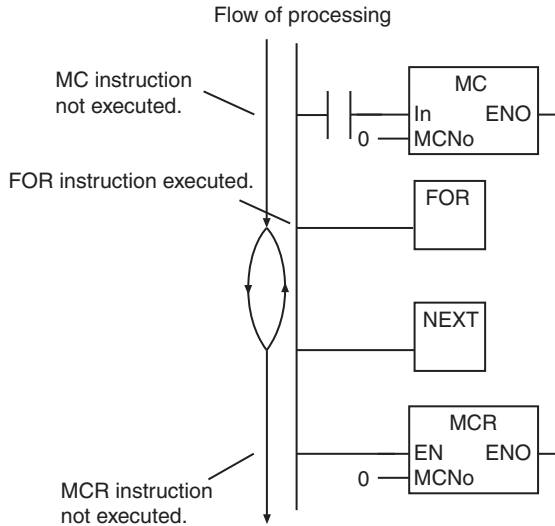 Flow of processing
MC instruction
not executed.
MC
In ENO
0 MCNo
FOR instruction executed.
FOR
NEXT
MCR
EN ENO
0 MCNo
MCR instruction
not executed.